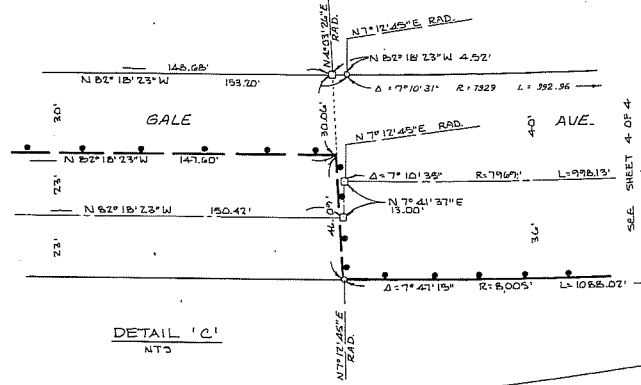 N 4° 03' 26" E
RAD.
N 7° 12' 45" E RAD.
148.68'
N 82° 18' 23" W 4.52'
N 82° 18' 23" W 153.20'
Δ = 7° 10' 31" R = 7929 L = 992.96
30'
GALE
30.06'
40'
AVE.
N 7° 12' 45" E RAD.
N 82° 18' 23" W 147.60'
23'
Δ = 7° 10' 35" R = 7969.' L = 998.13'
N 7° 41' 37" E
13.00'
N 82° 18' 23" W 150.42'
46.09'
23'
36'
SEE SHEET 4 OF 4
Δ = 7° 47' 15" R = 8,005' L = 1088.02'
N 7° 12' 45" E
RAD.
DETAIL 'C'
NTS